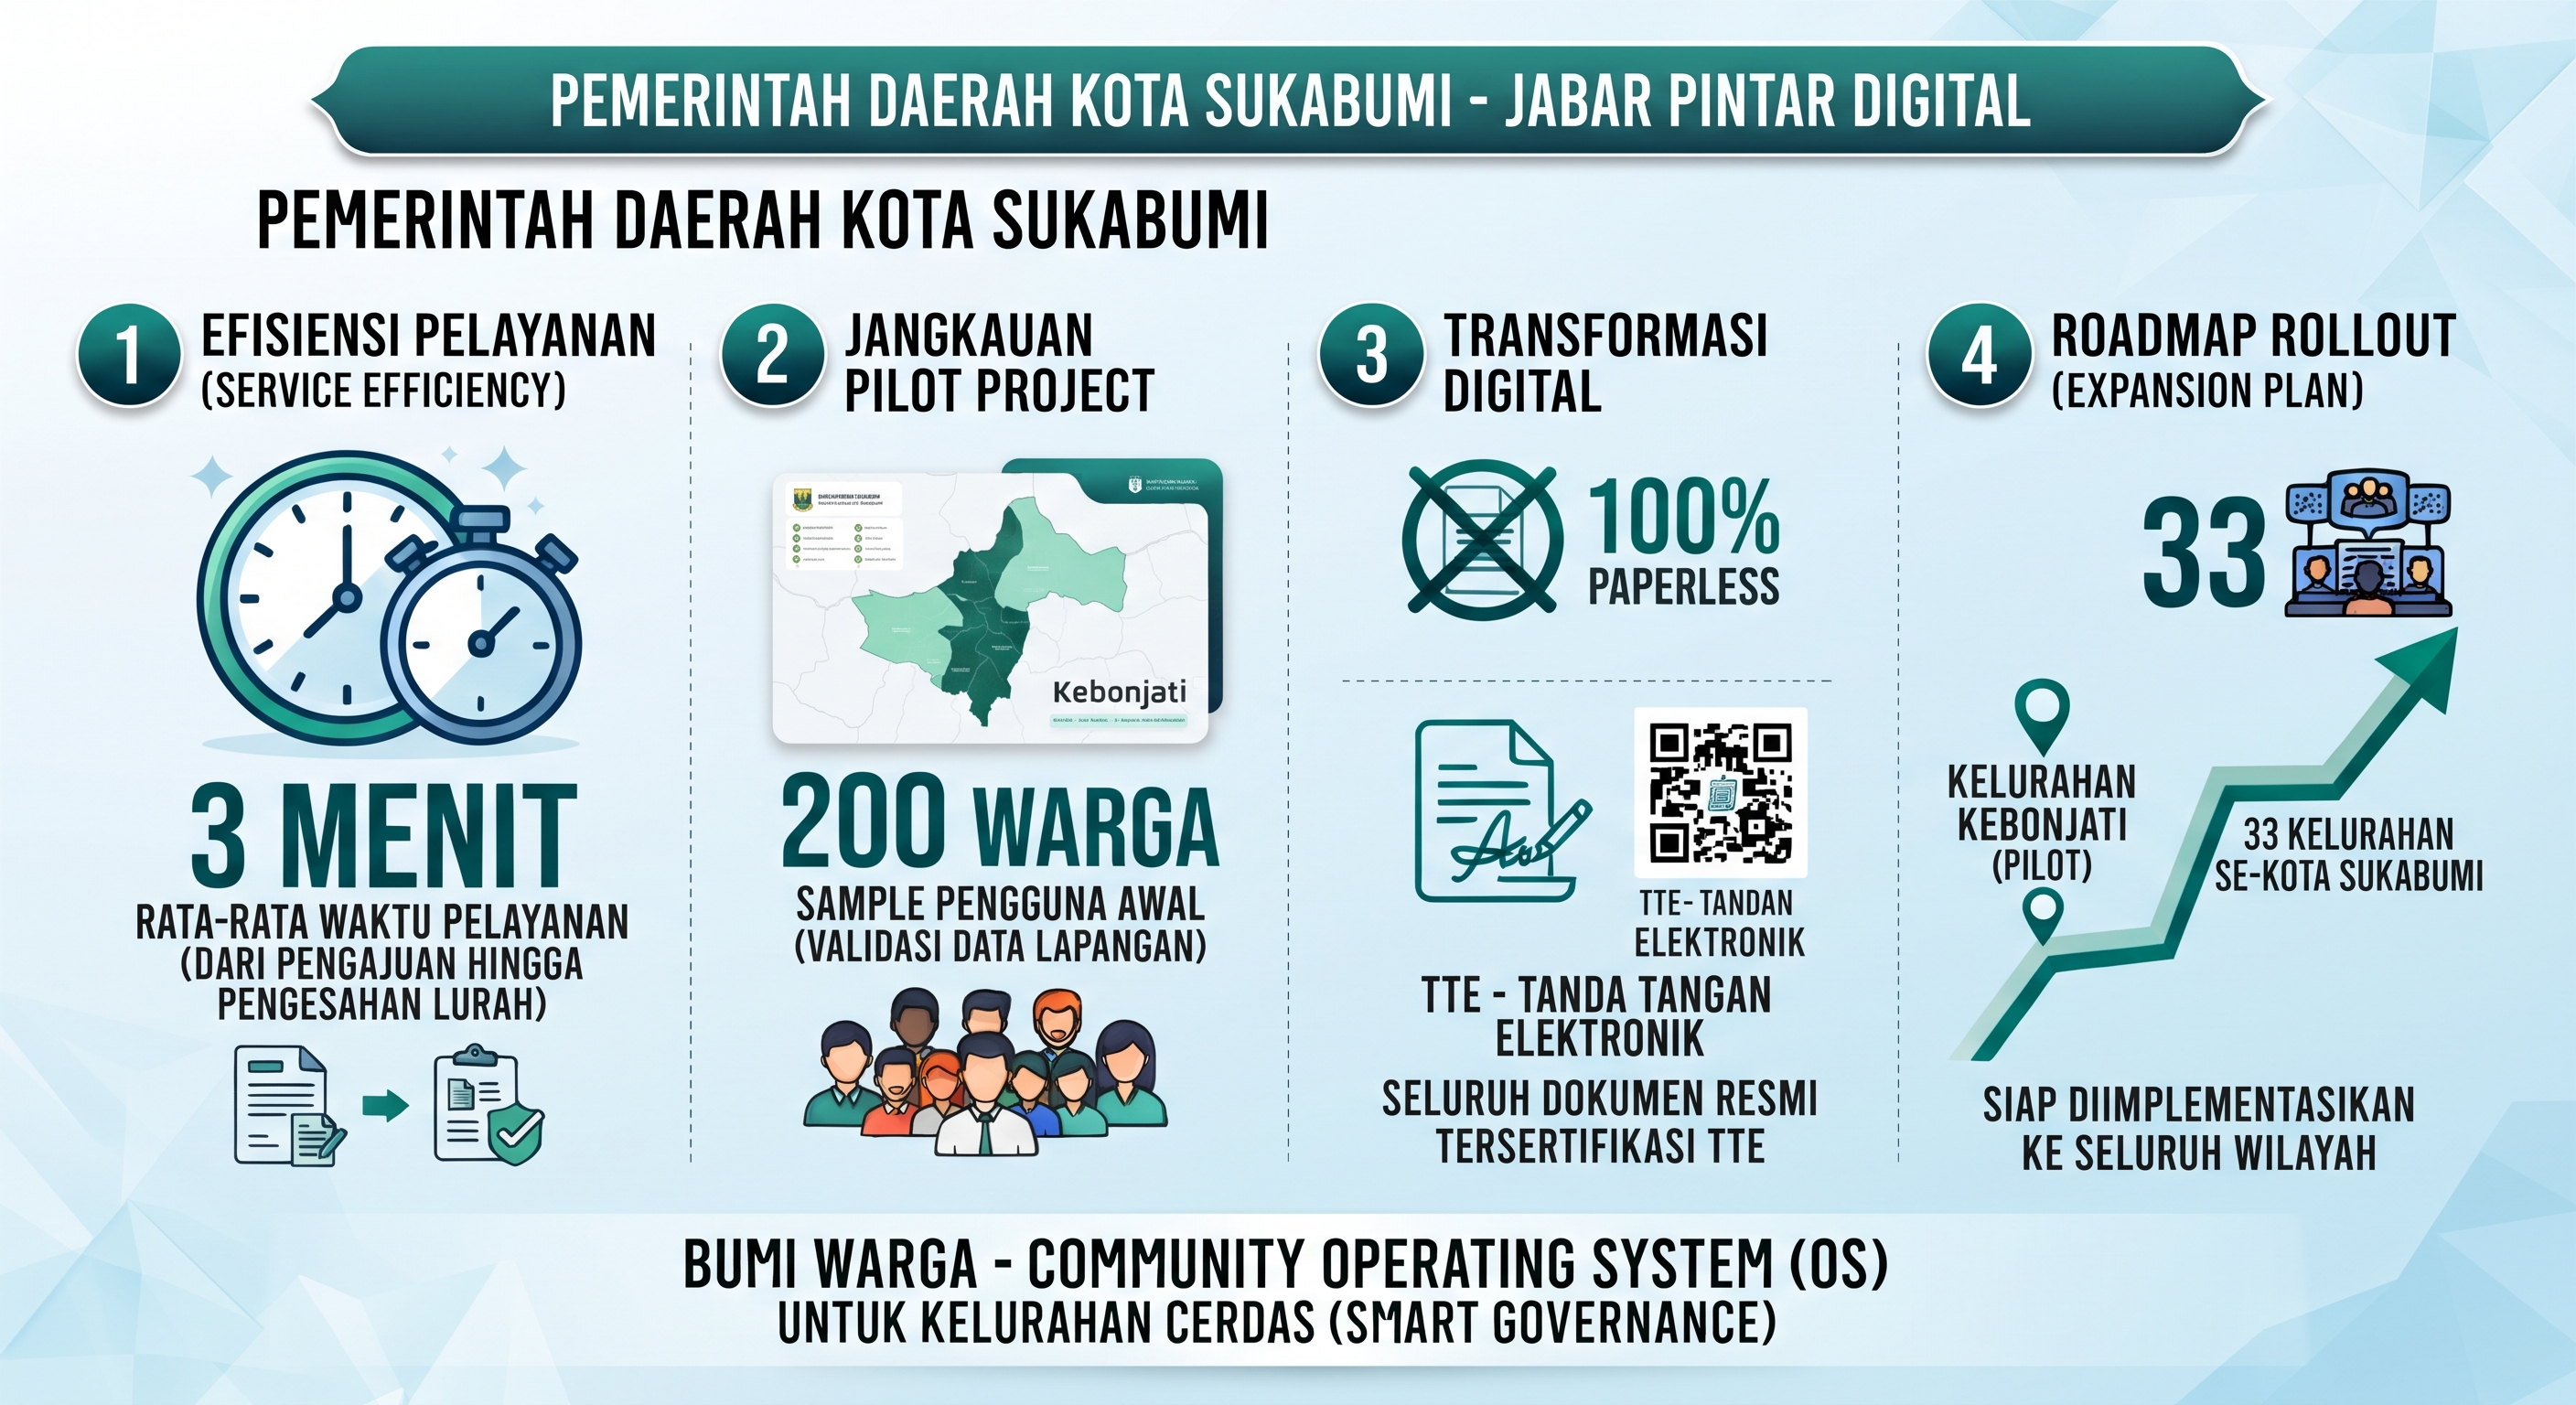 PEMERINTAH DAERAH KOTA SUKABUMI - JABAR PINTAR DIGITAL
PEMERINTAH DAERAH KOTA SUKABUMI
1
EFISIENSI PELAYANAN
(SERVICE EFFICIENCY)
3 MENIT
RATA-RATA WAKTU PELAYANAN
(DARI PENGAJUAN HINGGA
PENGESAHAN LURAH)
2
JANGKAUAN
PILOT PROJECT
Kebonjati
200 WARGA
SAMPLE PENGGUNA AWAL
(VALIDASI DATA LAPANGAN)
3
TRANSFORMASI
DIGITAL
100%
PAPERLESS
TTE- TANDAN
ELEKTRONIK
TTE - TANDA TANGAN
ELEKTRONIK
SELURUH DOKUMEN RESMI
TERSERTIFIKASI TTE
4
ROADMAP ROLLOUT
(EXPANSION PLAN)
33
KELURAHAN
KEBONJATI
(PILOT)
33 KELURAHAN
SE-KOTA SUKABUMI
SIAP DIIMPLEMENTASIKAN
KE SELURUH WILAYAH
BUMI WARGA - COMMUNITY OPERATING SYSTEM (OS)
UNTUK KELURAHAN CERDAS (SMART GOVERNANCE)